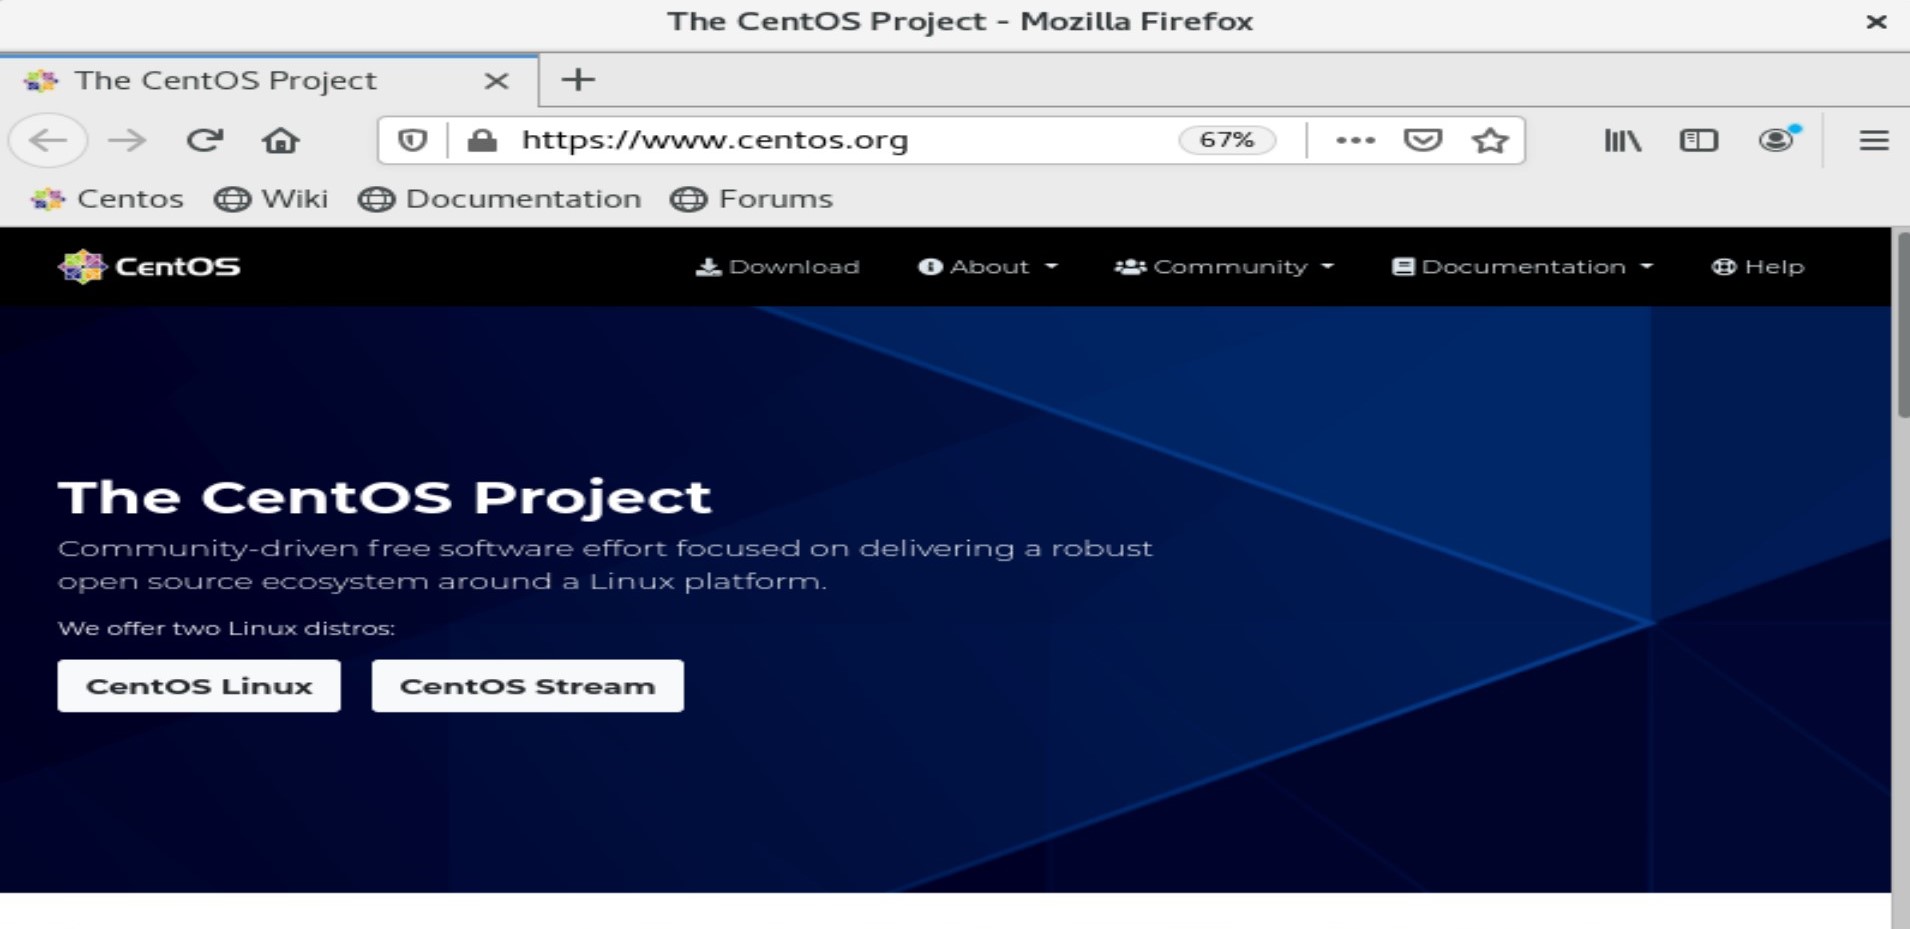 The CentOS Project - Mozilla Firefox
The CentOS Project
https://www.centos.org 67%
Centos Wiki Documentation Forums
CentOS Download About Community Documentation Help
The CentOS Project
Community-driven free software effort focused on delivering a robust
open source ecosystem around a Linux platform.
We offer two Linux distros:
CentOS Linux CentOS Stream